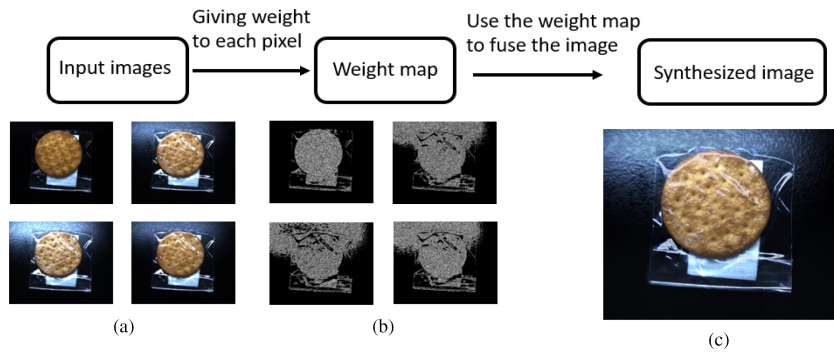 Giving weight
to each pixel
Use the weight map
to fuse the image
Input images
Weight map
Synthesized image
(a)
(b)
(c)